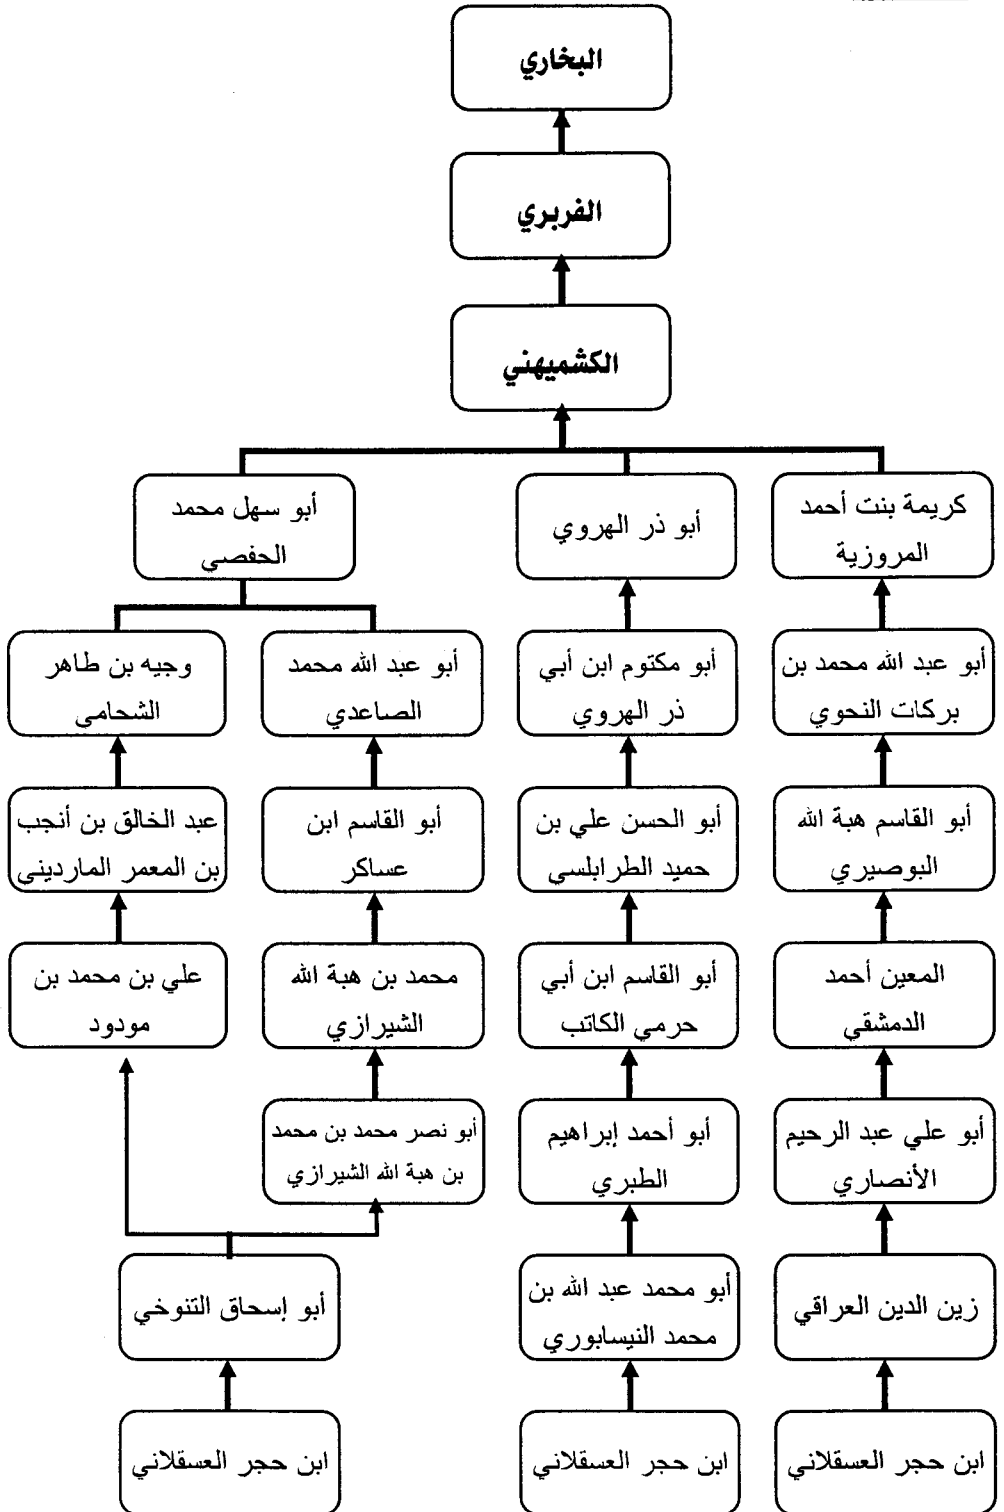 البخاري
الفربري
الكشميهني
كريمة بنت أحمد
المروزية
أبو ذر الهروي
أبو سهل محمد
الحفصي
أبو عبد الله محمد بن
بركات النحوي
أبو مكتوم ابن أبي
ذر الهروي
أبو عبد الله محمد
الصاعدي
وجيه بن طاهر
الشحامي
أبو القاسم هبة الله
البوصيري
أبو الحسن علي بن
حميد الطرابلسي
أبو القاسم ابن
عساكر
عبد الخالق بن أنجب
بن المعمر المارديني
المعين أحمد
الدمشقي
أبو القاسم ابن أبي
حرمي الكاتب
محمد بن هبة الله
الشيرازي
علي بن محمد بن
مودود
أبو علي عبد الرحيم
الأنصاري
أبو أحمد إبراهيم
الطبري
أبو نصر محمد بن محمد
بن هبة الله الشيرازي
زين الدين العراقي
أبو محمد عبد الله بن
محمد النيسابوري
أبو إسحاق التنوخي
ابن حجر العسقلاني
ابن حجر العسقلاني
ابن حجر العسقلاني